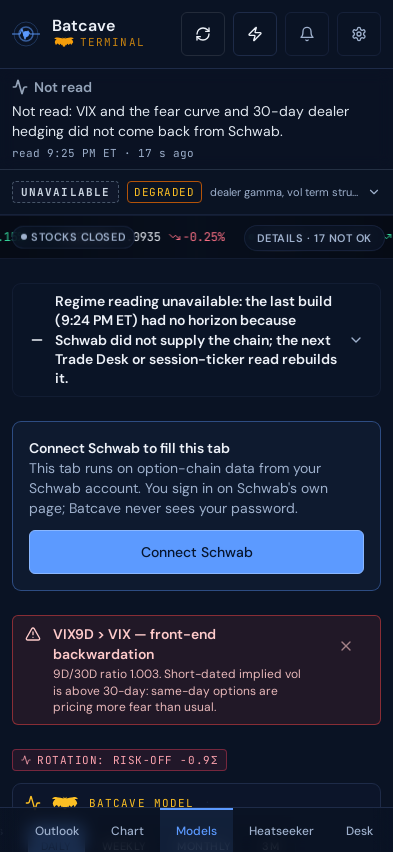 Batcave
TERMINAL
Not read
Not read: VIX and the fear curve and 30-day dealer
hedging did not come back from Schwab.
read 9:25 PM ET · 17 s ago
UNAVAILABLE
DEGRADED
dealer gamma, vol term stru…
STOCKS CLOSED
0935
-0.25%
DETAILS · 17 NOT OK
Regime reading unavailable: the last build
(9:24 PM ET) had no horizon because
Schwab did not supply the chain; the next
Trade Desk or session-ticker read rebuilds
it.
Connect Schwab to fill this tab
This tab runs on option-chain data from your
Schwab account. You sign in on Schwab's own
page; Batcave never sees your password.
Connect Schwab
VIX9D > VIX — front-end
backwardation
9D/30D ratio 1.003. Short-dated implied vol
is above 30-day: same-day options are
pricing more fear than usual.
ROTATION: RISK-OFF -0.9Σ
BATCAVE MODEL
Outlook
Chart
Models
Heatseeker
Desk